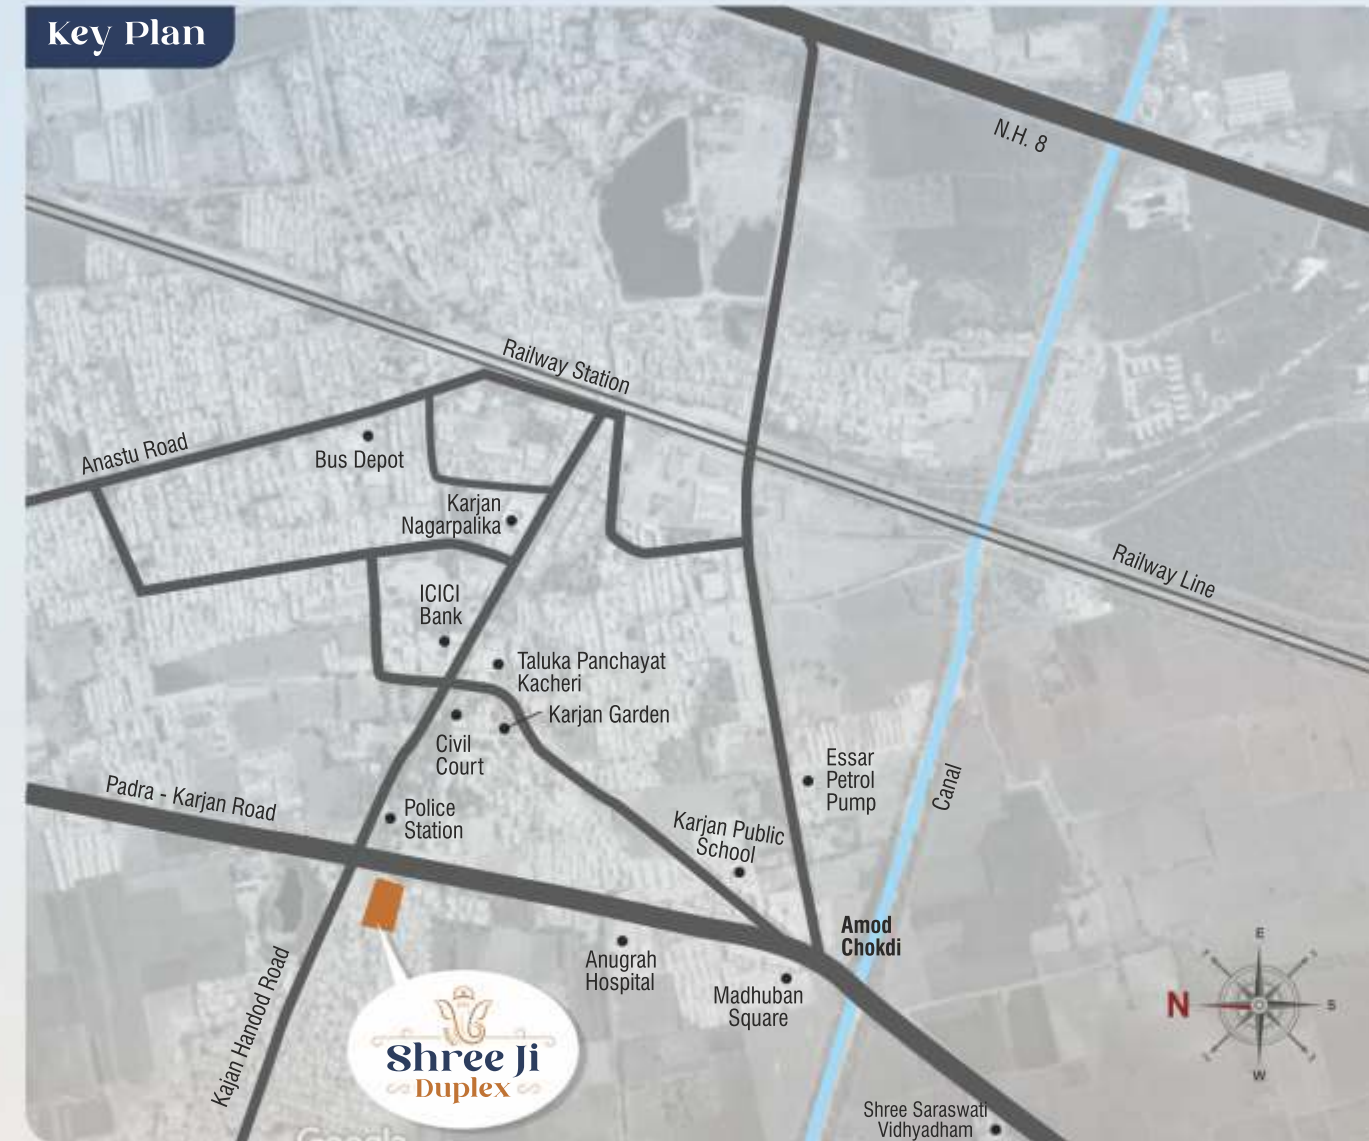 Key Plan
N.H. 8
Railway Station
Anastu Road
Bus Depot
Karjan
Nagarpalika
Railway Line
ICICI
Bank
Taluka Panchayat
Kacheri
Karjan Garden
Civil
Court
Essar
Petrol
Pump
Canal
Padra - Karjan Road
Police
Station
Karjan Public
School
Amod
Chokdi
Anugrah
Hospital
Madhuban
Square
Kajan Handod Road
Shree Ji
Duplex
E
N
S
W
Shree Saraswati
Vidhyadham
Google